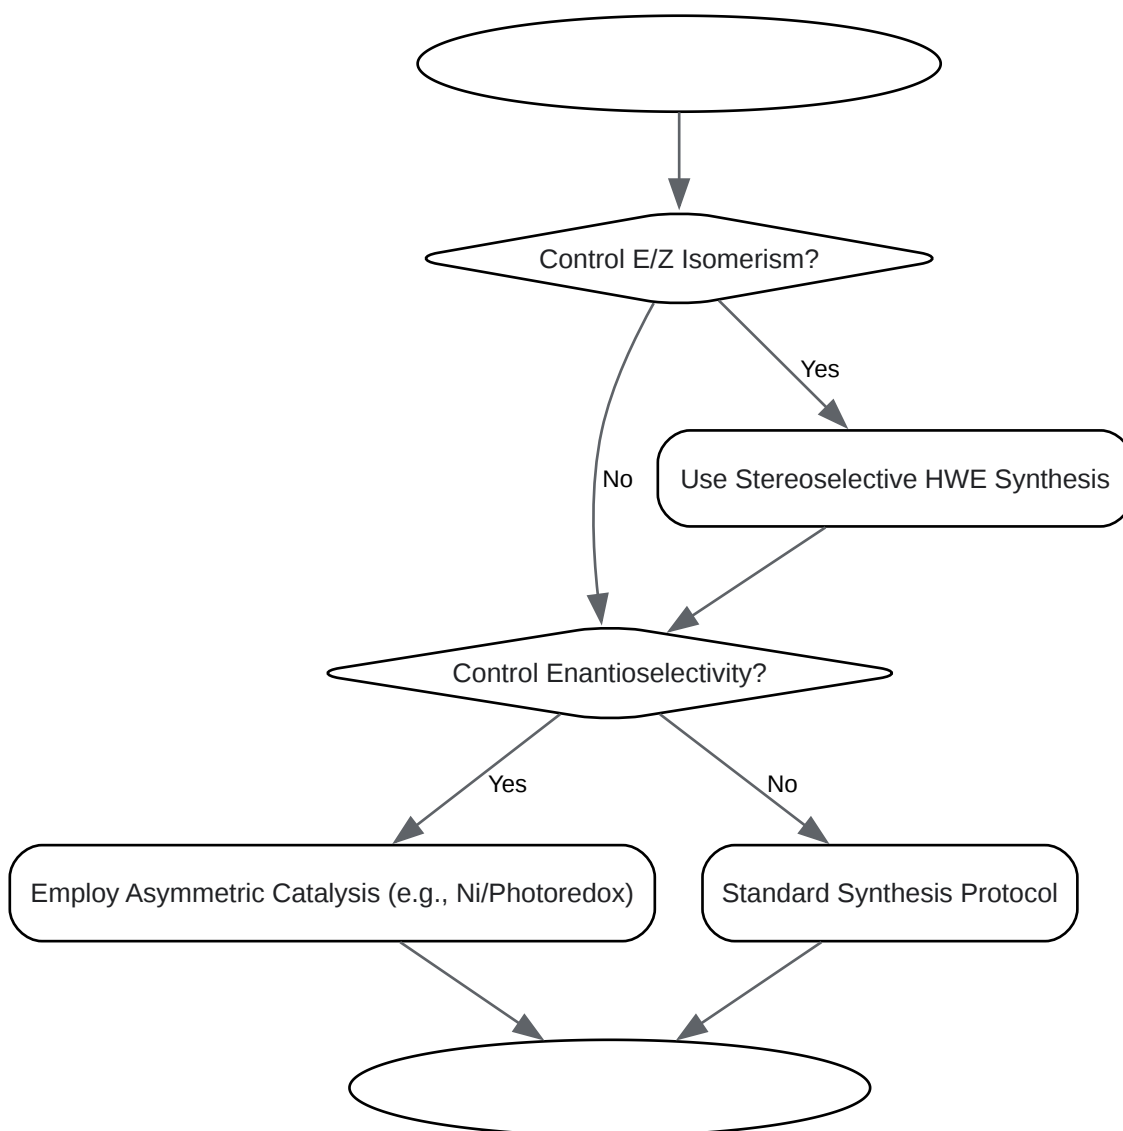 Control E/Z Isomerism?
Yes
Use Stereoselective HWE Synthesis
No
Control Enantioselectivity?
Yes
No
Employ Asymmetric Catalysis (e.g., Ni/Photoredox)
Standard Synthesis Protocol